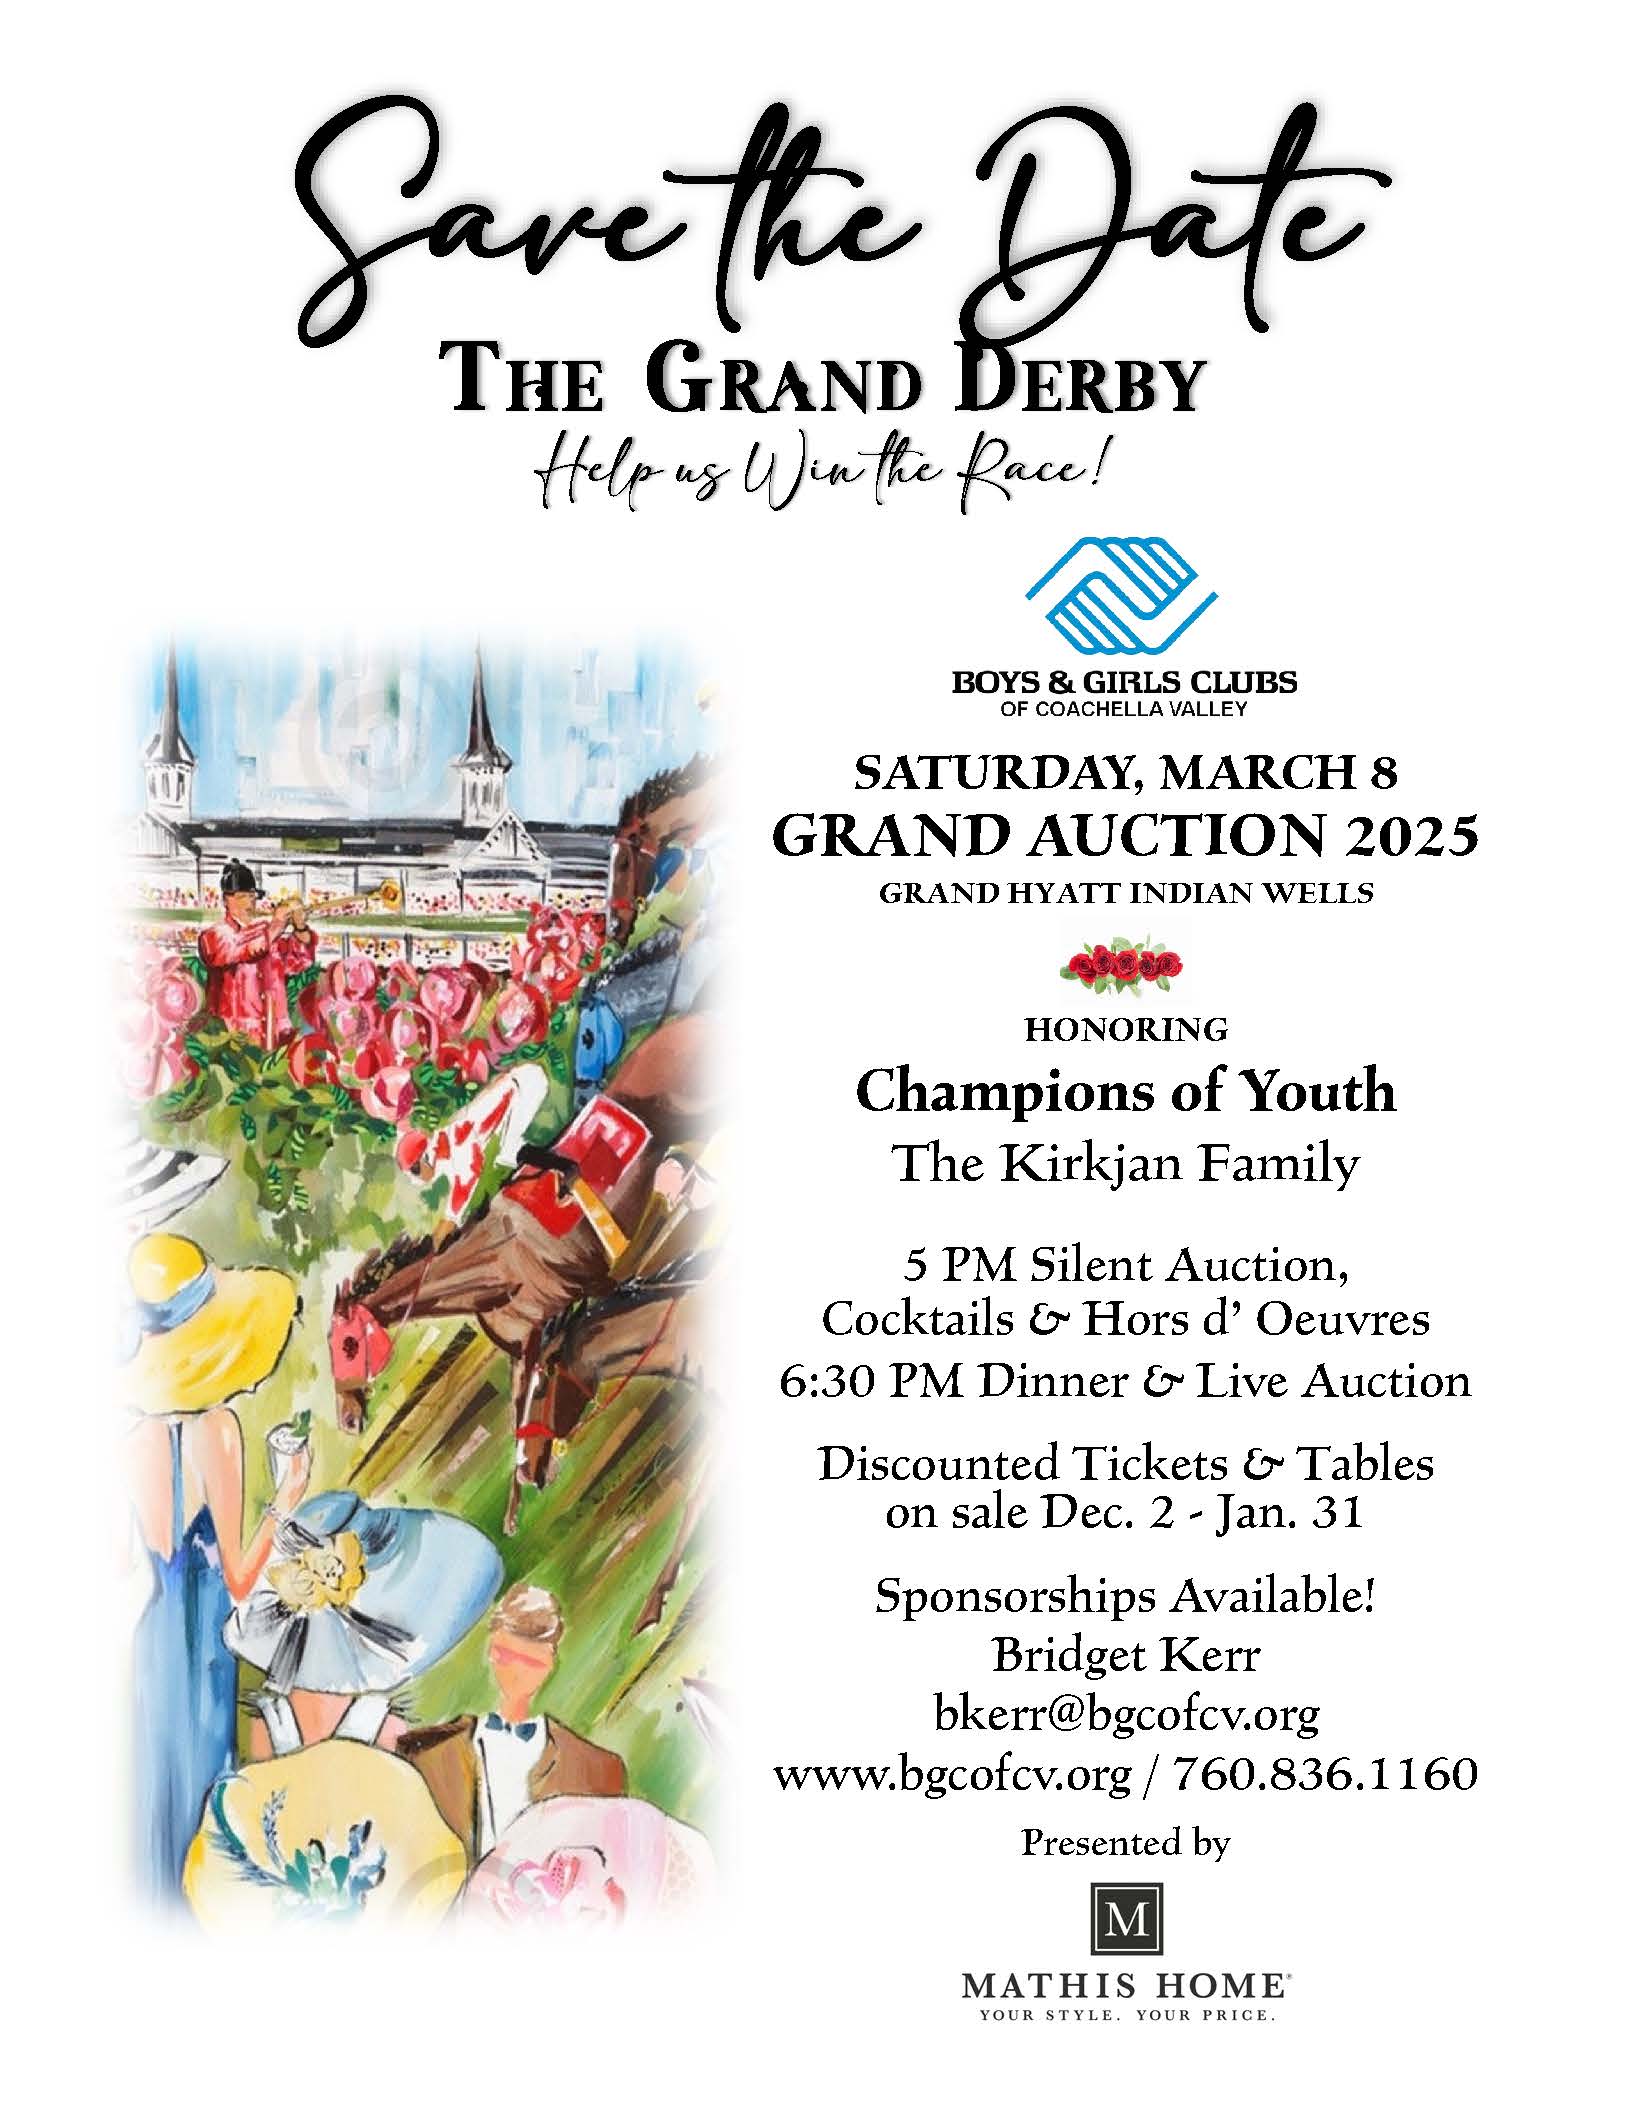 Save the Date
THE GRAND DERBY
Help us Win the Race!
BOYS & GIRLS CLUBS
OF COACHELLA VALLEY
SATURDAY, MARCH 8
GRAND AUCTION 2025
GRAND HYATT INDIAN WELLS
HONORING
Champions of Youth
The Kirkjan Family
5 PM Silent Auction,
Cocktails & Hors d’ Oeuvres
6:30 PM Dinner & Live Auction
Discounted Tickets & Tables
on sale Dec. 2 - Jan. 31
Sponsorships Available!
Bridget Kerr
bkerr@bgcofcv.org
www.bgcofcv.org / 760.836.1160
Presented by
M
MATHIS HOME®
YOUR STYLE. YOUR PRICE.